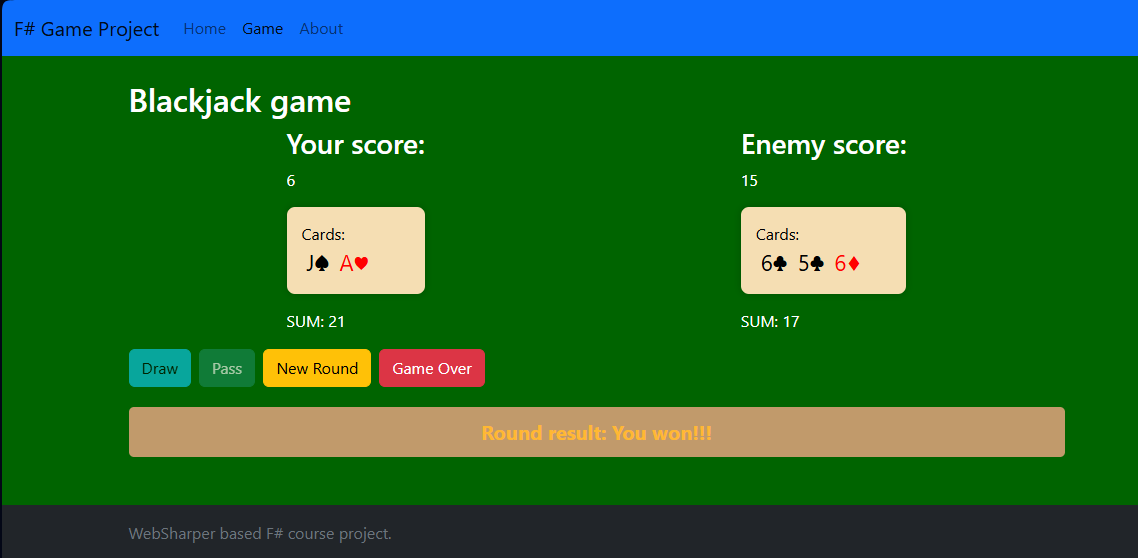 F# Game Project Home Game About
Blackjack game
Your score:
6
Cards:
J♠ A♥
SUM: 21
Enemy score:
15
Cards:
6♣ 5♣ 6♦
SUM: 17
Draw Pass New Round Game Over
Round result: You won!!!
WebSharper based F# course project.